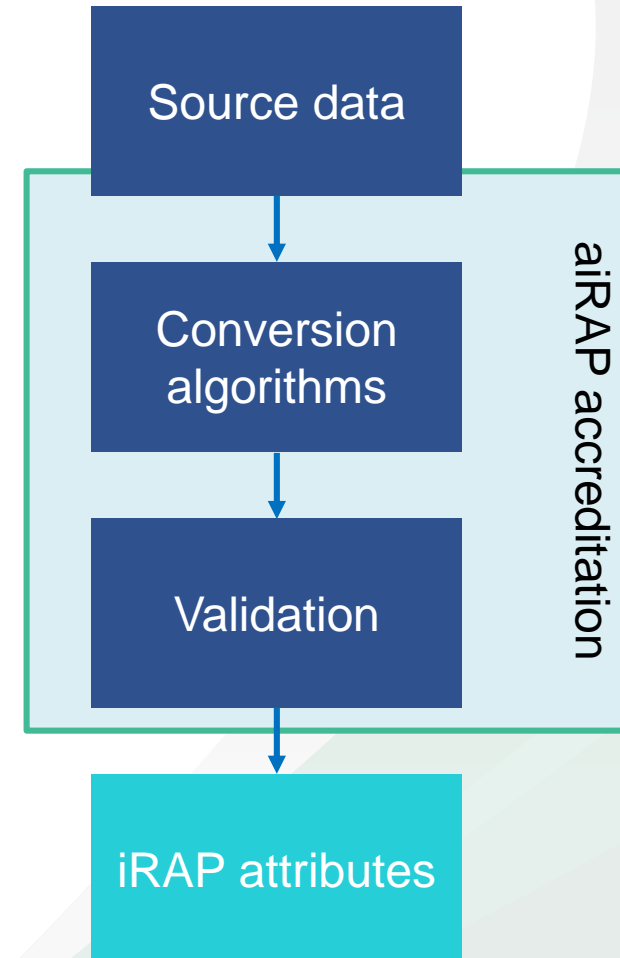 Source data
Conversion
algorithms
Validation
aiRAP accreditation
iRAP attributes